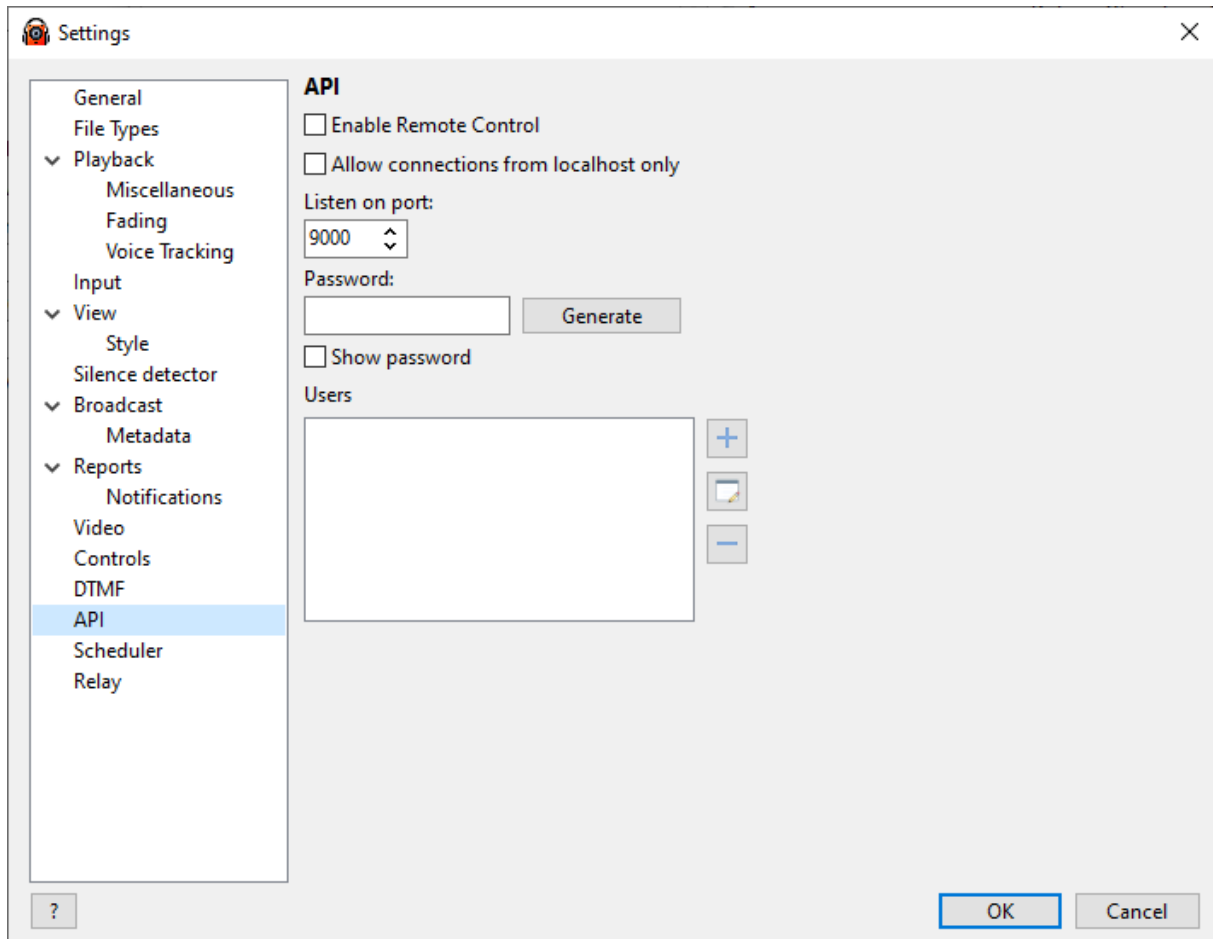 Settings
General
File Types
Playback
Miscellaneous
Fading
Voice Tracking
Input
View
Style
Silence detector
Broadcast
Metadata
Reports
Notifications
Video
Controls
DTMF
API
Scheduler
Relay
API
Enable Remote Control
Allow connections from localhost only
Listen on port:
9000
Password:
Generate
Show password
Users
?
OK
Cancel